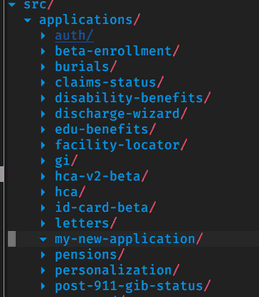 src/
applications/
auth/
beta-enrollment/
burials/
claims-status/
disability-benefits/
discharge-wizard/
edu-benefits/
facility-locator/
gi/
hca-v2-beta/
hca/
id-card-beta/
letters/
my-new-application/
pensions/
personalization/
post-911-gib-status/